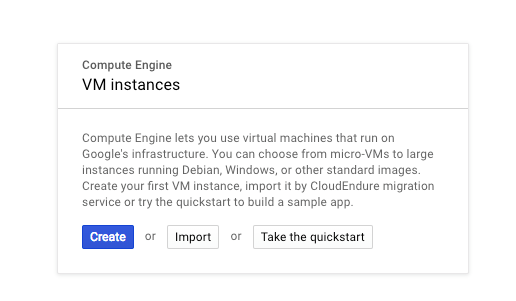 Compute Engine
VM instances
Compute Engine lets you use virtual machines that run on
Google's infrastructure. You can choose from micro-VMs to large
instances running Debian, Windows, or other standard images.
Create your first VM instance, import it by CloudEndure migration
service or try the quickstart to build a sample app.
Create or Import or Take the quickstart